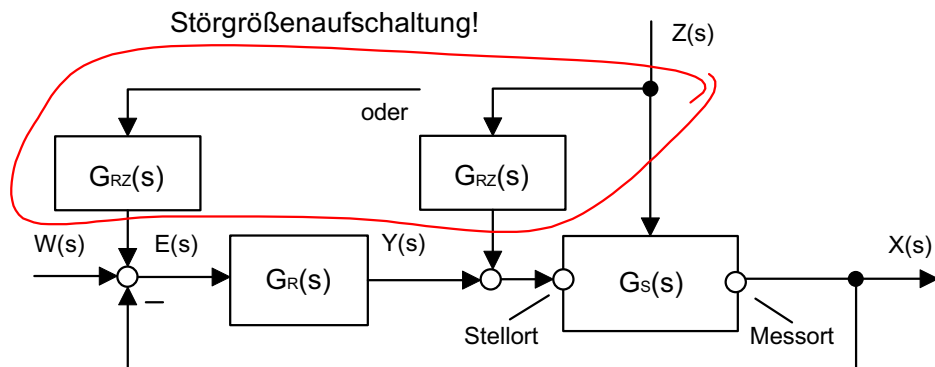 Störgrößenaufschaltung!
Z(s)
oder
GRZ(s)
GRZ(s)
W(s)
E(s)
Y(s)
X(s)
GR(s)
GS(s)
–
Stellort
Messort